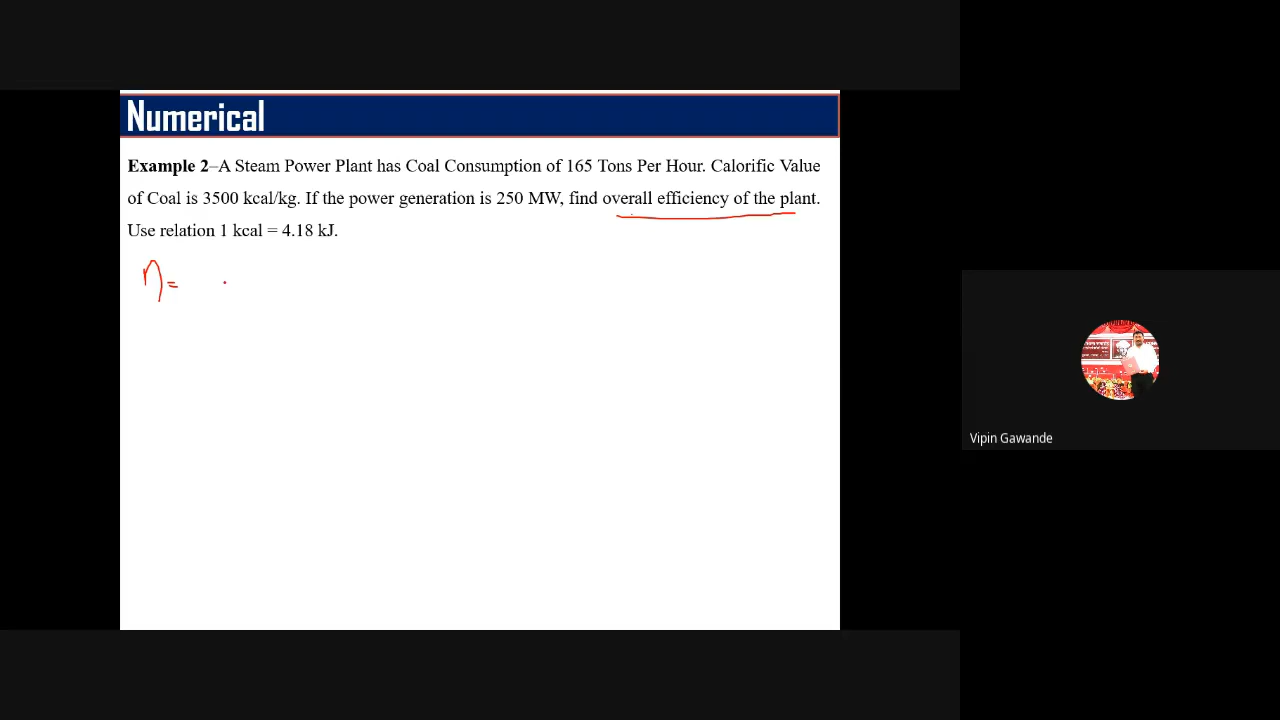 Numerical
Example 2–A Steam Power Plant has Coal Consumption of 165 Tons Per Hour. Calorific Value
of Coal is 3500 kcal/kg. If the power generation is 250 MW, find overall efficiency of the plant.
Use relation 1 kcal = 4.18 kJ.
η =
Vipin Gawande